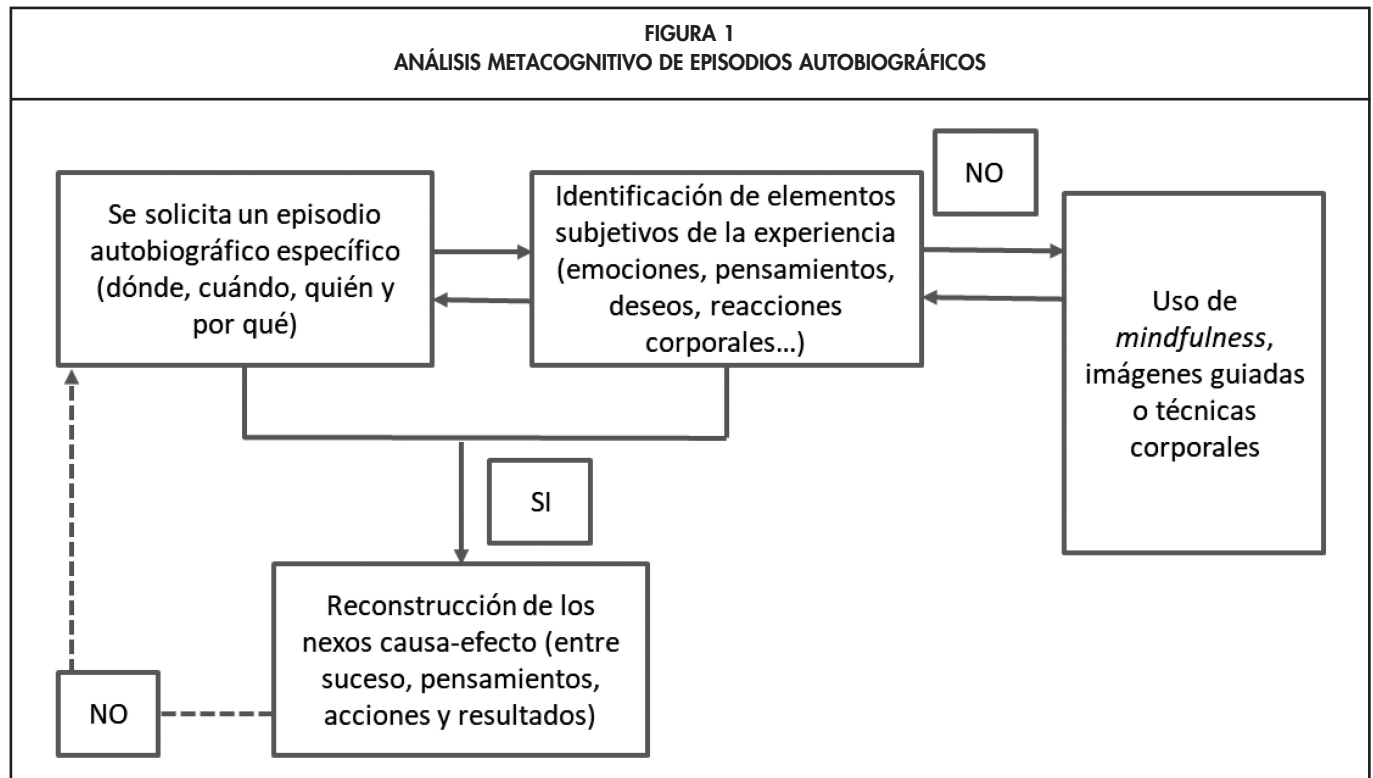 FIGURA 1
ANÁLISIS METACOGNITIVO DE EPISODIOS AUTOBIOGRÁFICOS
Se solicita un episodio
autobiográfico específico
(dónde, cuándo, quién y
por qué)
Identificación de elementos
subjetivos de la experiencia
(emociones, pensamientos,
deseos, reacciones
corporales...)
NO
Uso de
mindfulness,
imágenes guiadas
o técnicas
corporales
SI
Reconstrucción de los
nexos causa-efecto (entre
suceso, pensamientos,
acciones y resultados)
NO